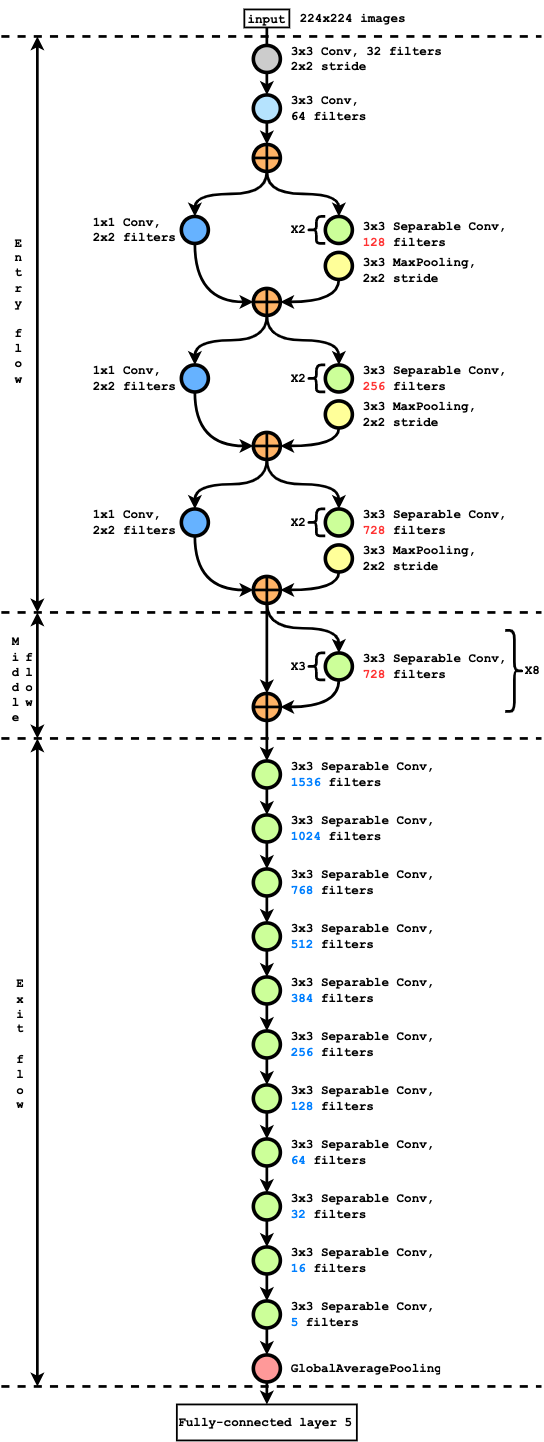 input 224x224 images
3x3 Conv, 32 filters
2x2 stride
3x3 Conv,
64 filters
Entry flow
1x1 Conv,
2x2 filters
X2
3x3 Separable Conv,
128 filters
3x3 MaxPooling,
2x2 stride
1x1 Conv,
2x2 filters
X2
3x3 Separable Conv,
256 filters
3x3 MaxPooling,
2x2 stride
1x1 Conv,
2x2 filters
X2
3x3 Separable Conv,
728 filters
3x3 MaxPooling,
2x2 stride
Middle
flow
X3
3x3 Separable Conv,
728 filters
X8
Exit flow
3x3 Separable Conv,
1536 filters
3x3 Separable Conv,
1024 filters
3x3 Separable Conv,
768 filters
3x3 Separable Conv,
512 filters
3x3 Separable Conv,
384 filters
3x3 Separable Conv,
256 filters
3x3 Separable Conv,
128 filters
3x3 Separable Conv,
64 filters
3x3 Separable Conv,
32 filters
3x3 Separable Conv,
16 filters
3x3 Separable Conv,
5 filters
GlobalAveragePooling
Fully-connected layer 5